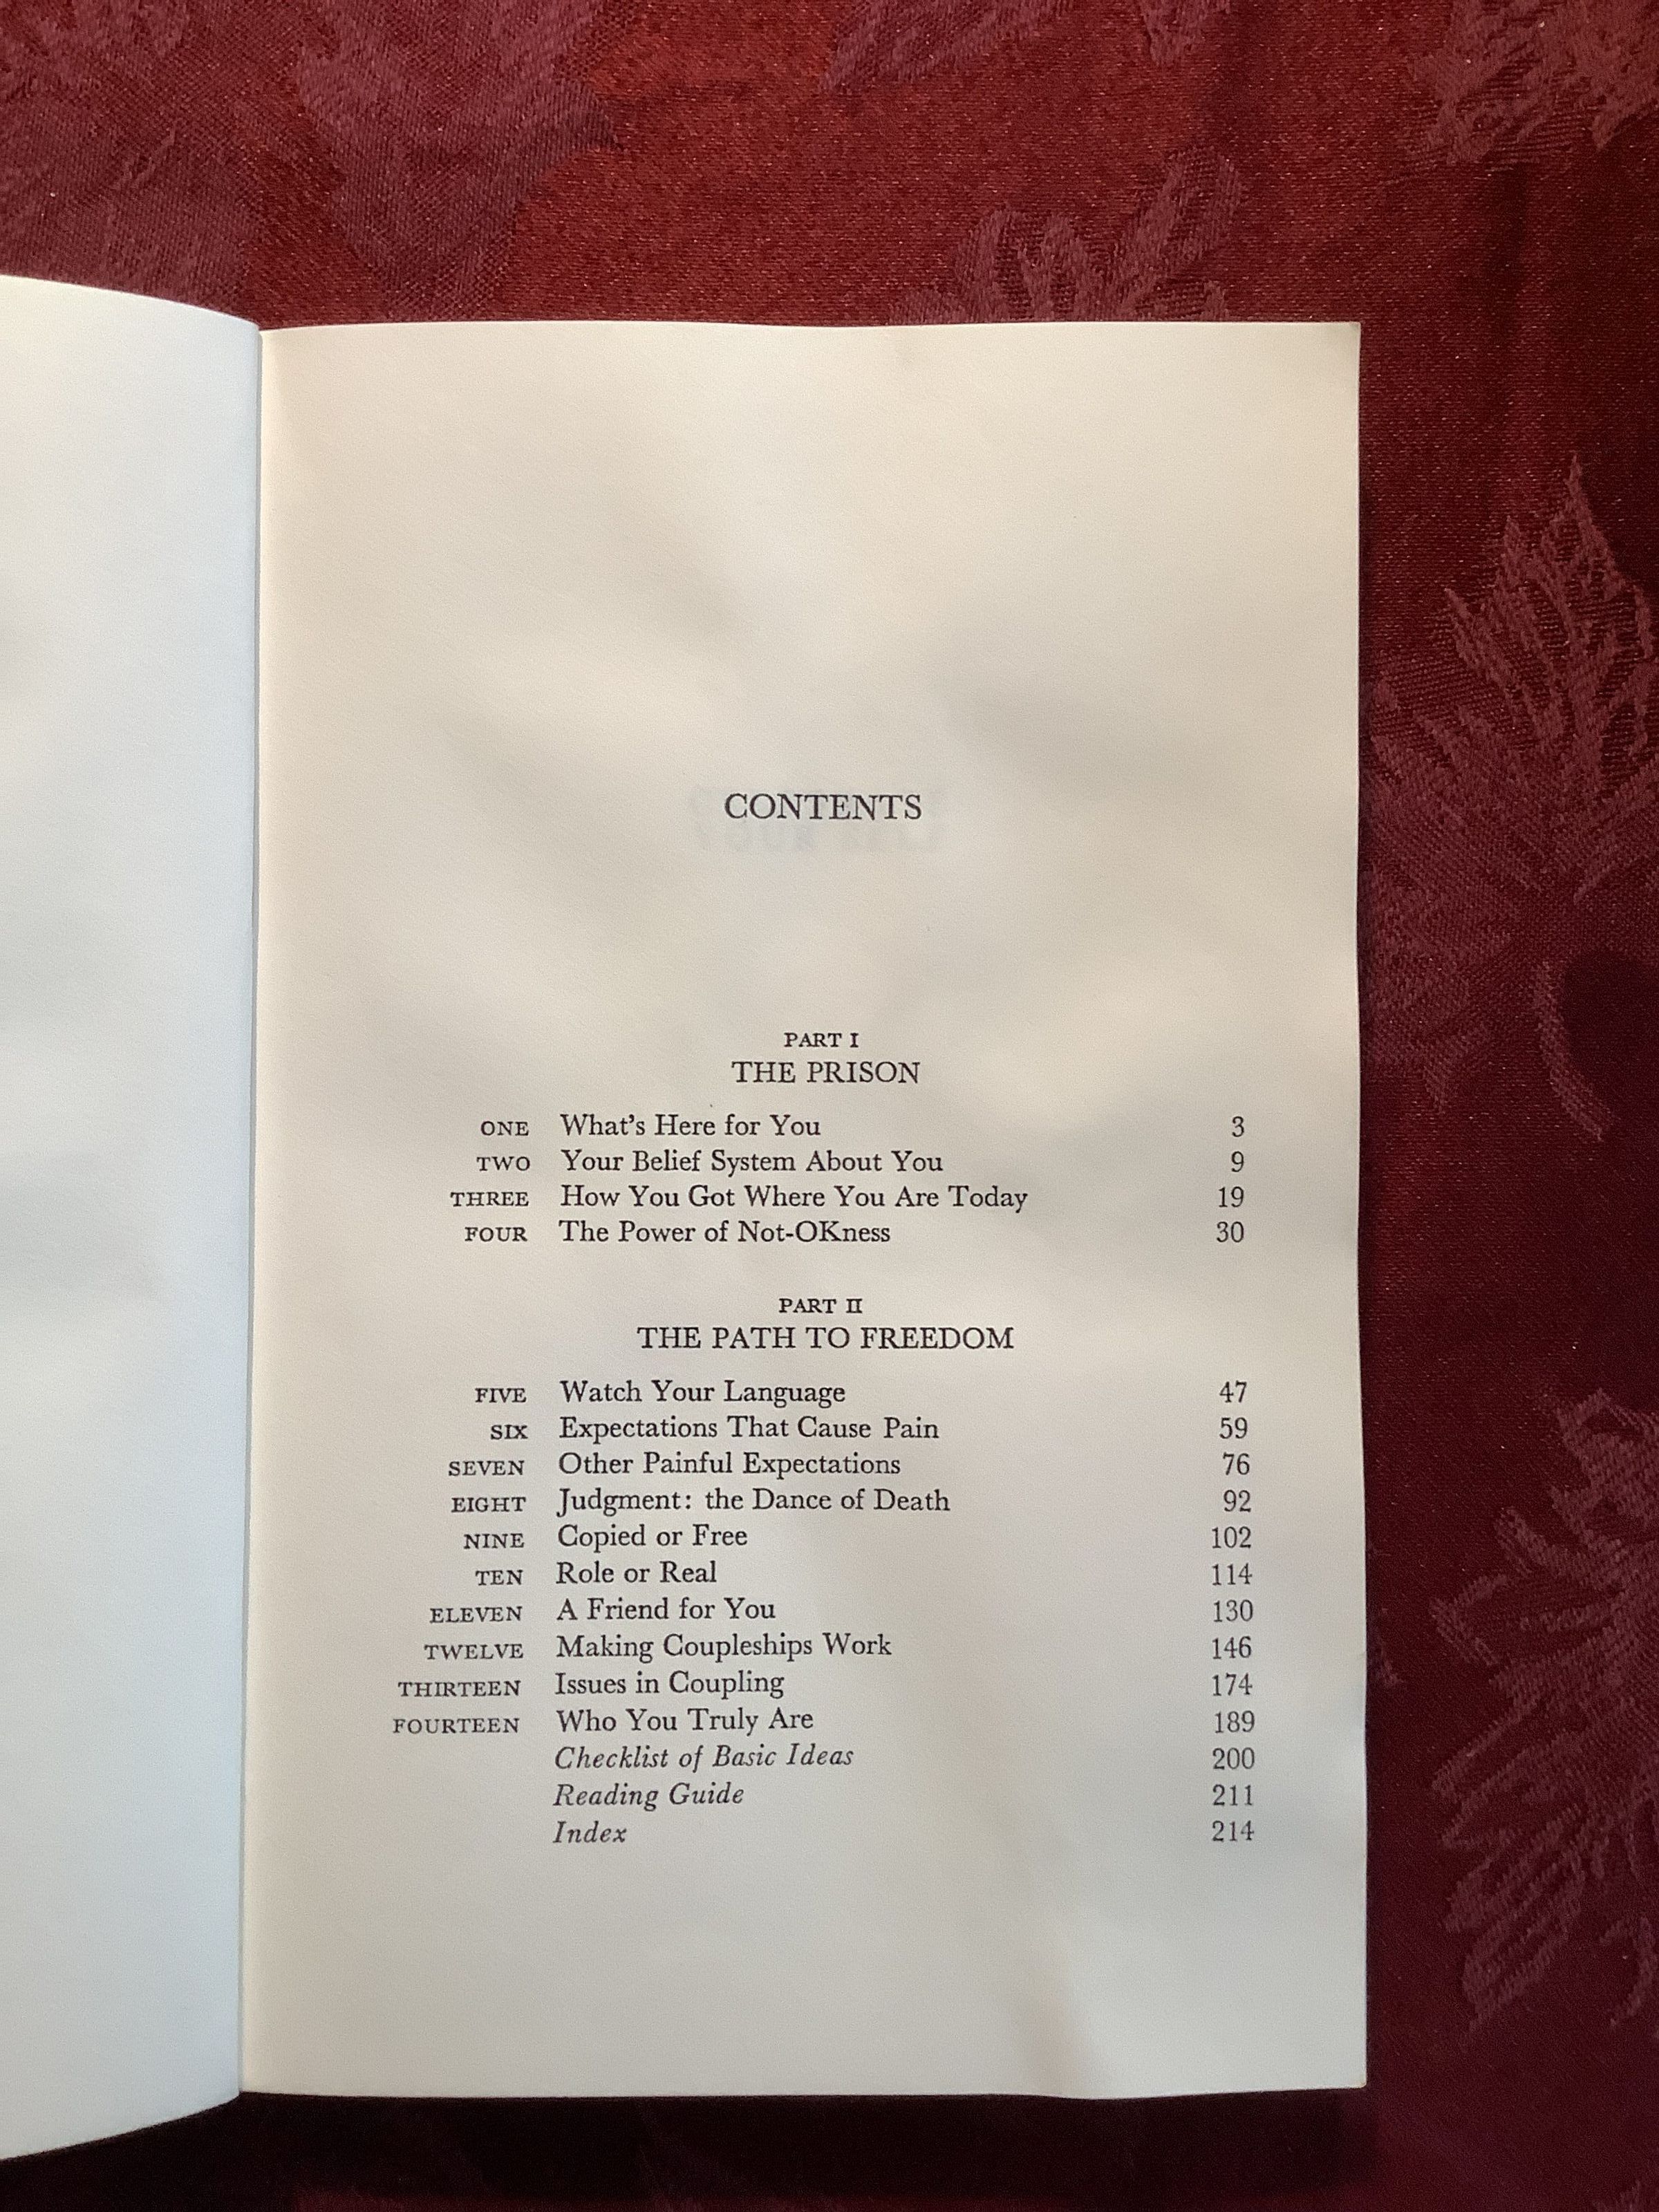 CONTENTS
PART I
THE PRISON
ONE What's Here for You 3
TWO Your Belief System About You 9
THREE How You Got Where You Are Today 19
FOUR The Power of Not-OKness 30
PART II
THE PATH TO FREEDOM
FIVE Watch Your Language 47
SIX Expectations That Cause Pain 59
SEVEN Other Painful Expectations 76
EIGHT Judgment: the Dance of Death 92
NINE Copied or Free 102
TEN Role or Real 114
ELEVEN A Friend for You 130
TWELVE Making Coupleships Work 146
THIRTEEN Issues in Coupling 174
FOURTEEN Who You Truly Are 189
Checklist of Basic Ideas 200
Reading Guide 211
Index 214